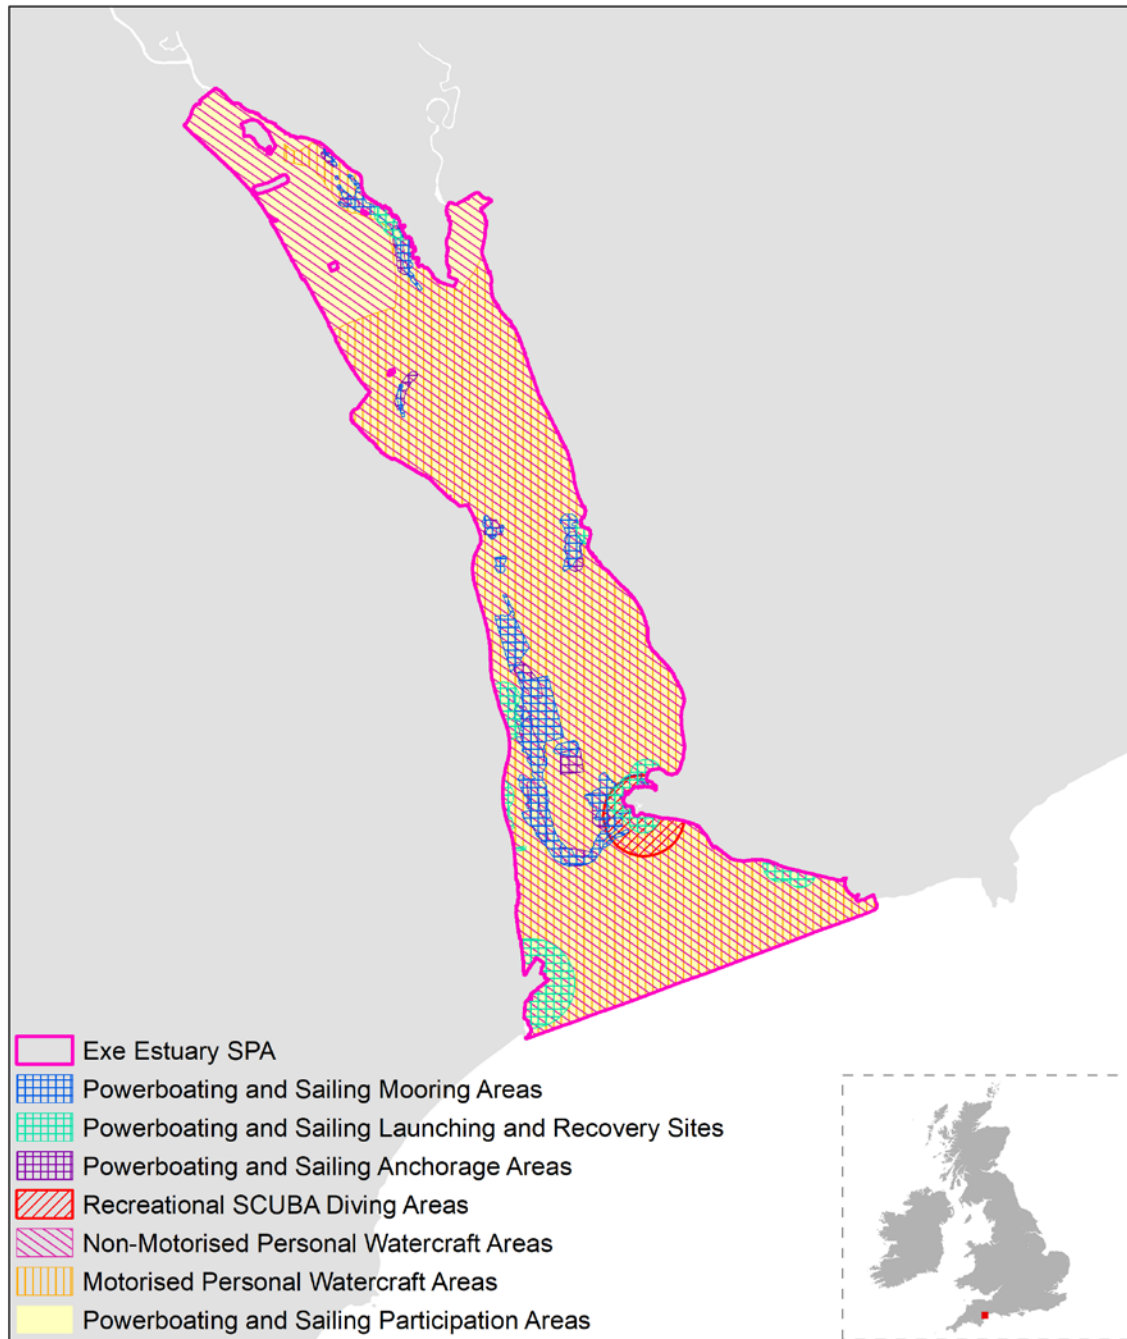 Exe Estuary SPA
Powerboating and Sailing Mooring Areas
Powerboating and Sailing Launching and Recovery Sites
Powerboating and Sailing Anchorage Areas
Recreational SCUBA Diving Areas
Non-Motorised Personal Watercraft Areas
Motorised Personal Watercraft Areas
Powerboating and Sailing Participation Areas